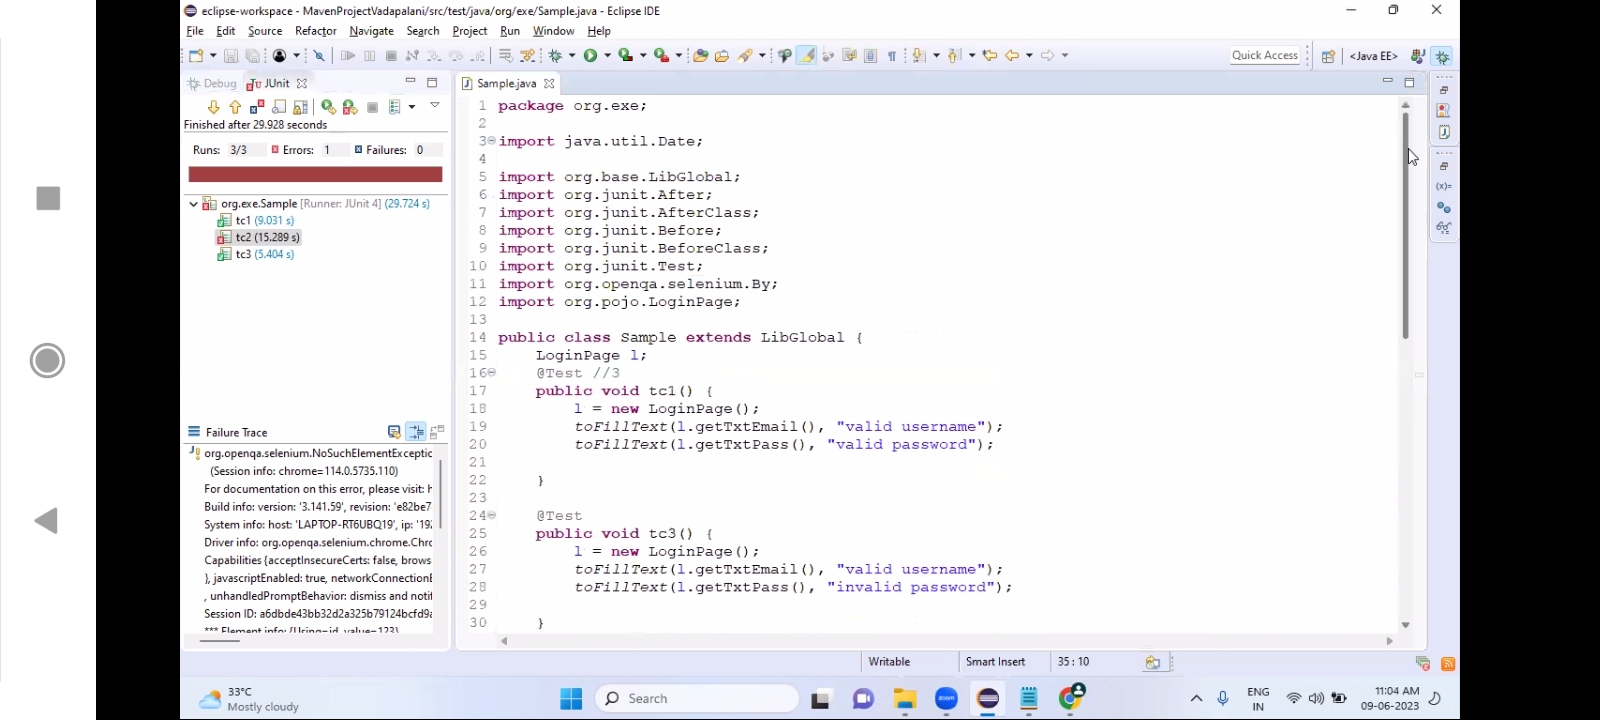 eclipse-workspace - MavenProjectVadapalani/src/test/java/org/exe/Sample.java - Eclipse IDE
File Edit Source Refactor Navigate Search Project Run Window Help
Quick Access <Java EE>
Debug JUnit
Sample.java
Finished after 29.928 seconds
Runs: 3/3 Errors: 1 Failures: 0
org.exe.Sample [Runner: JUnit 4] (29.724 s)
tc1 (9.031 s)
tc2 (15.289 s)
tc3 (5.404 s)
Failure Trace
org.openqa.selenium.NoSuchElementExceptic
(Session info: chrome=114.0.5735.110)
For documentation on this error, please visit: h
Build info: version: '3.141.59', revision: 'e82be7
System info: host: 'LAPTOP-RT6UBQ19', ip: '192
Driver info: org.openqa.selenium.chrome.Chrc
Capabilities {acceptInsecureCerts: false, brows
}, javascriptEnabled: true, networkConnectionE
, unhandledPromptBehavior: dismiss and notif
Session ID: a6dbde43bb32d2a325b79124bcfd9a
*** Element info: {Using=id, value=123}
1 package org.exe;
2
3 import java.util.Date;
4
5 import org.base.LibGlobal;
6 import org.junit.After;
7 import org.junit.AfterClass;
8 import org.junit.Before;
9 import org.junit.BeforeClass;
10 import org.junit.Test;
11 import org.openqa.selenium.By;
12 import org.pojo.LoginPage;
13
14 public class Sample extends LibGlobal {
15 LoginPage l;
16 @Test //3
17 public void tc1() {
18 l = new LoginPage();
19 toFillText(l.getTxtEmail(), "valid username");
20 toFillText(l.getTxtPass(), "valid password");
21
22 }
23
24 @Test
25 public void tc3() {
26 l = new LoginPage();
27 toFillText(l.getTxtEmail(), "valid username");
28 toFillText(l.getTxtPass(), "invalid password");
29
30 }
Writable Smart Insert 35 : 10
33°C
Mostly cloudy
Search
zoom
ENG
IN
11:04 AM
09-06-2023